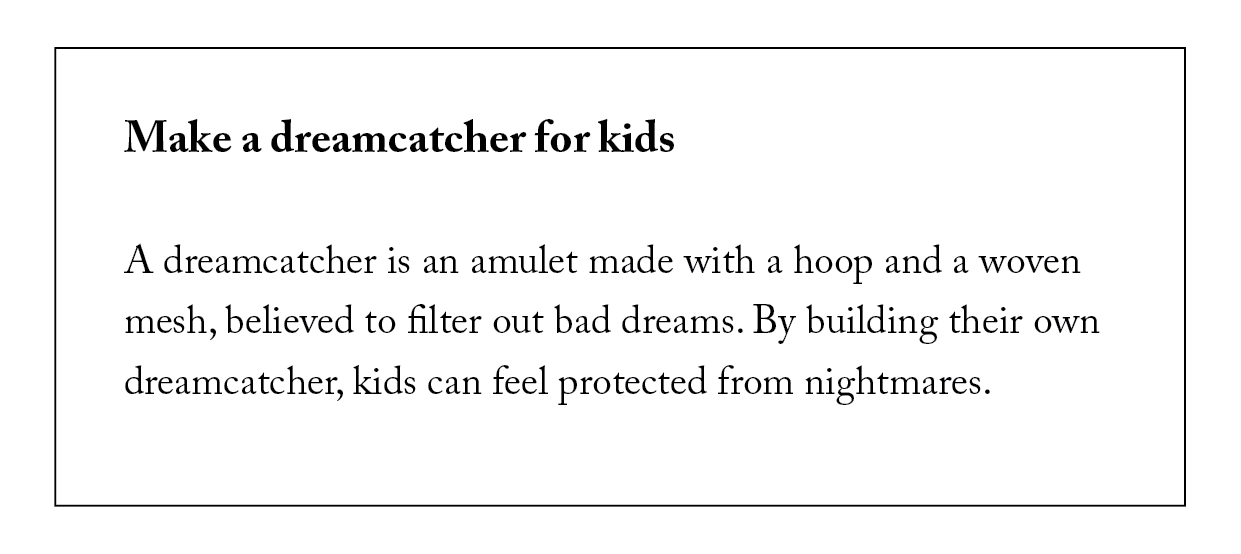 Make a dreamcatcher for kids
A dreamcatcher is an amulet made with a hoop and a woven
mesh, believed to filter out bad dreams. By building their own
dreamcatcher, kids can feel protected from nightmares.